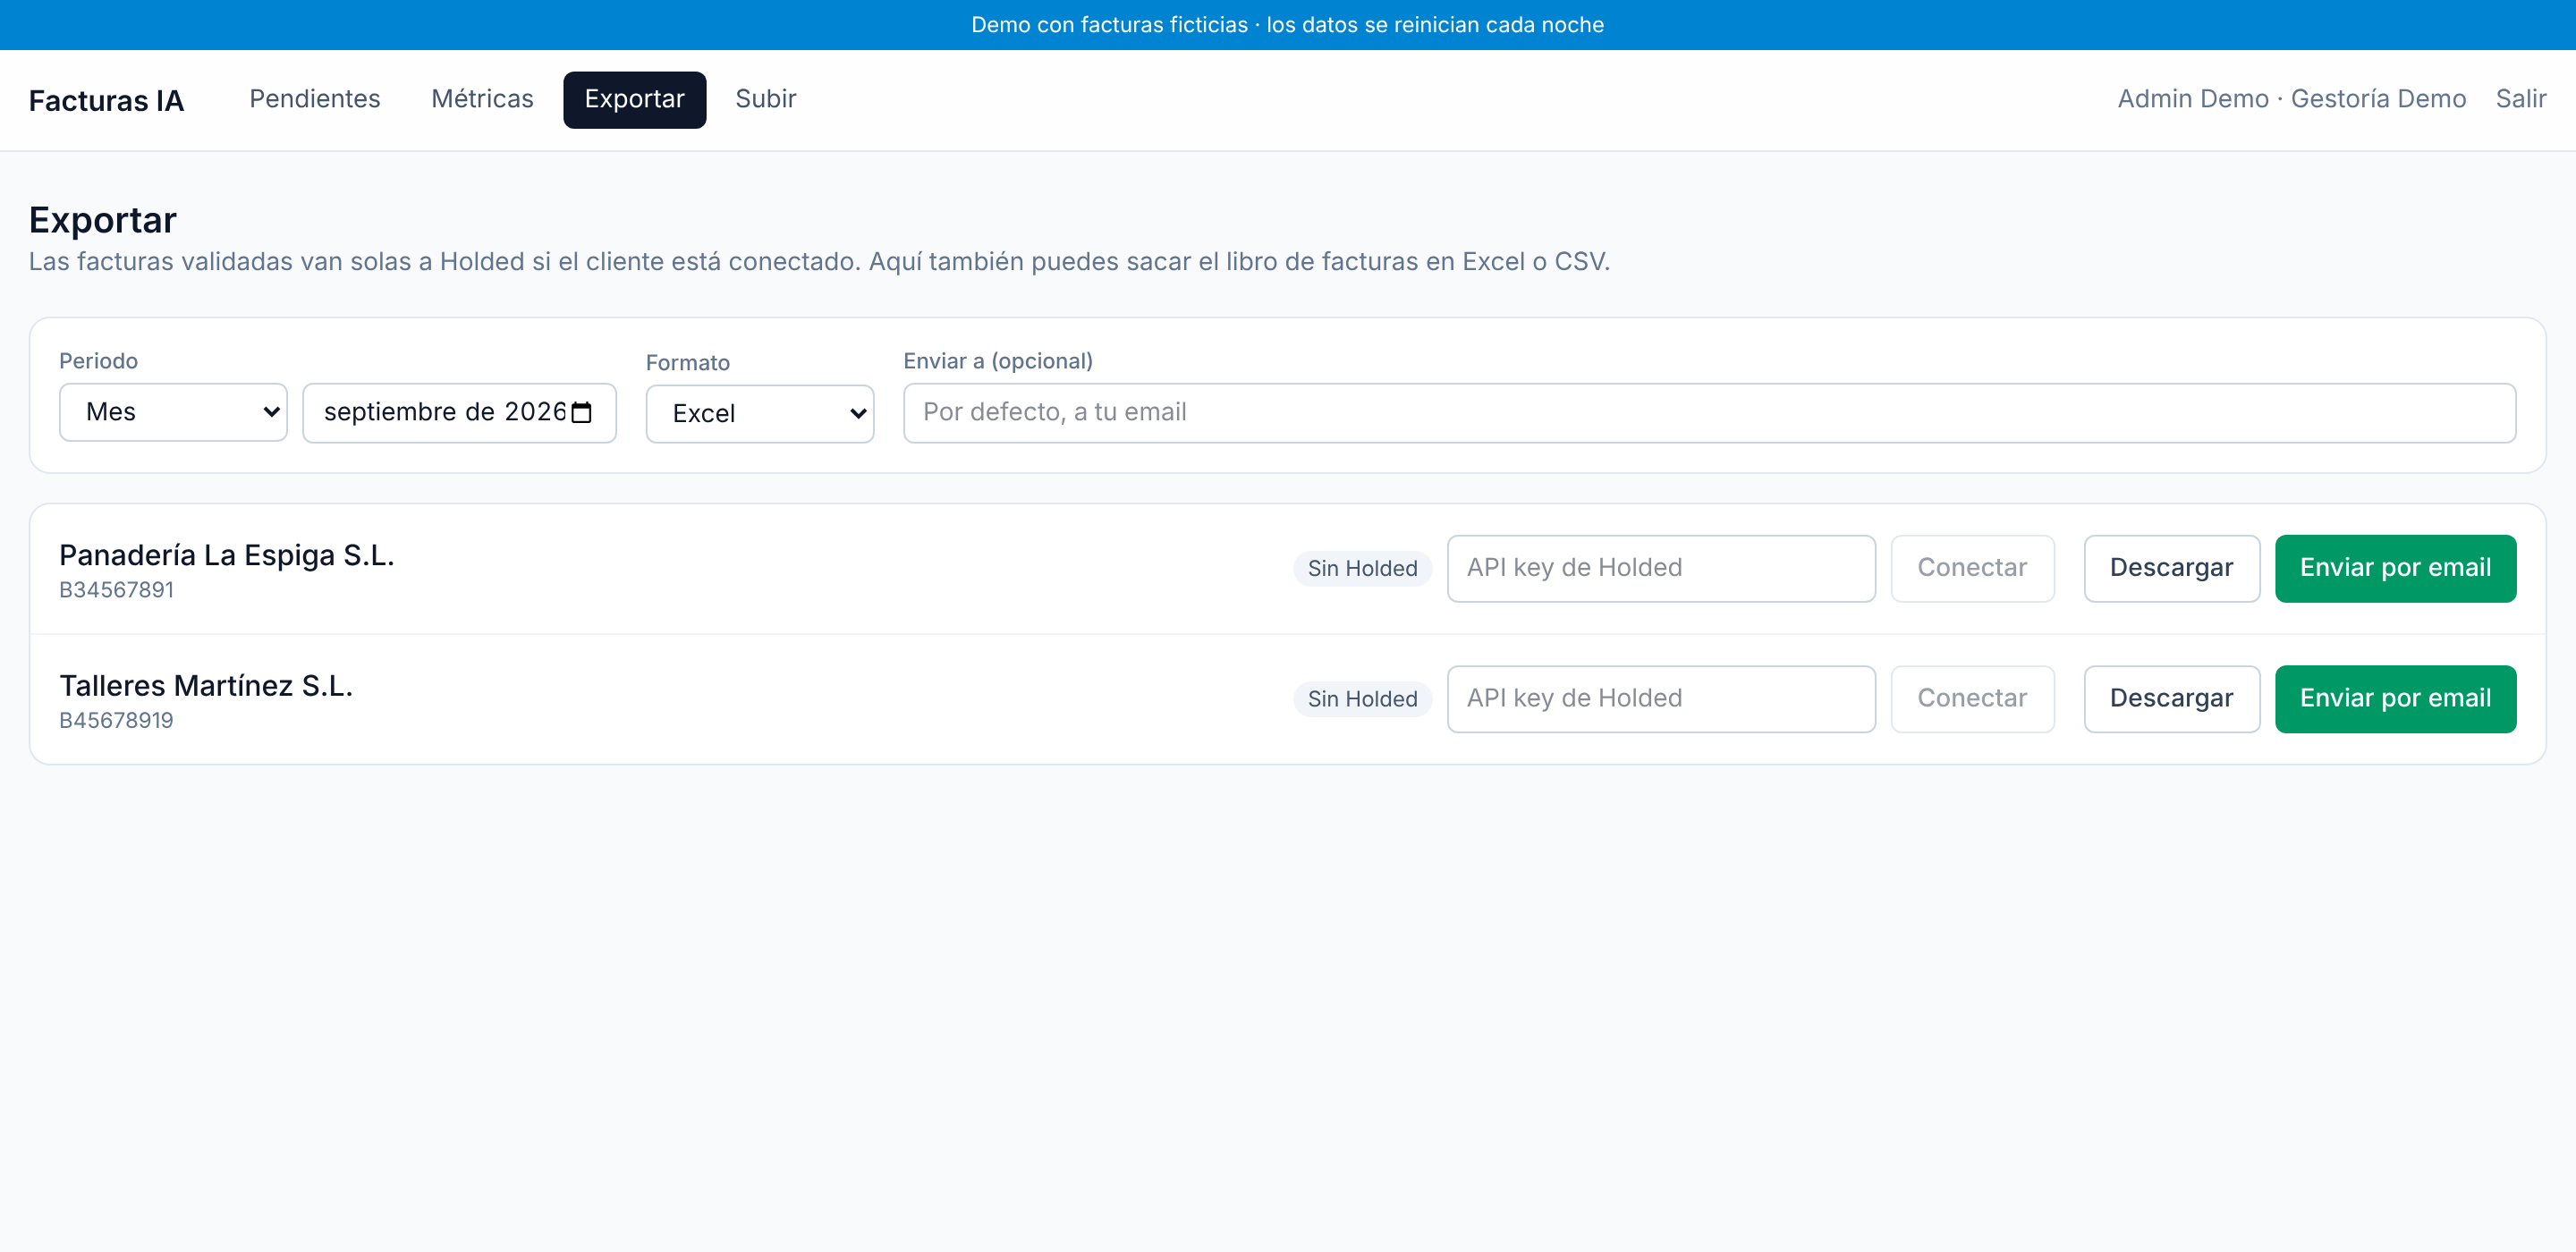 Demo con facturas ficticias · los datos se reinician cada noche
Facturas IA Pendientes Métricas Exportar Subir Admin Demo · Gestoría Demo Salir
Exportar
Las facturas validadas van solas a Holded si el cliente está conectado. Aquí también puedes sacar el libro de facturas en Excel o CSV.
Periodo Formato Enviar a (opcional)
Mes septiembre de 2026 Excel Por defecto, a tu email
Panadería La Espiga S.L.
B34567891
Sin Holded API key de Holded Conectar Descargar Enviar por email
Talleres Martínez S.L.
B45678919
Sin Holded API key de Holded Conectar Descargar Enviar por email